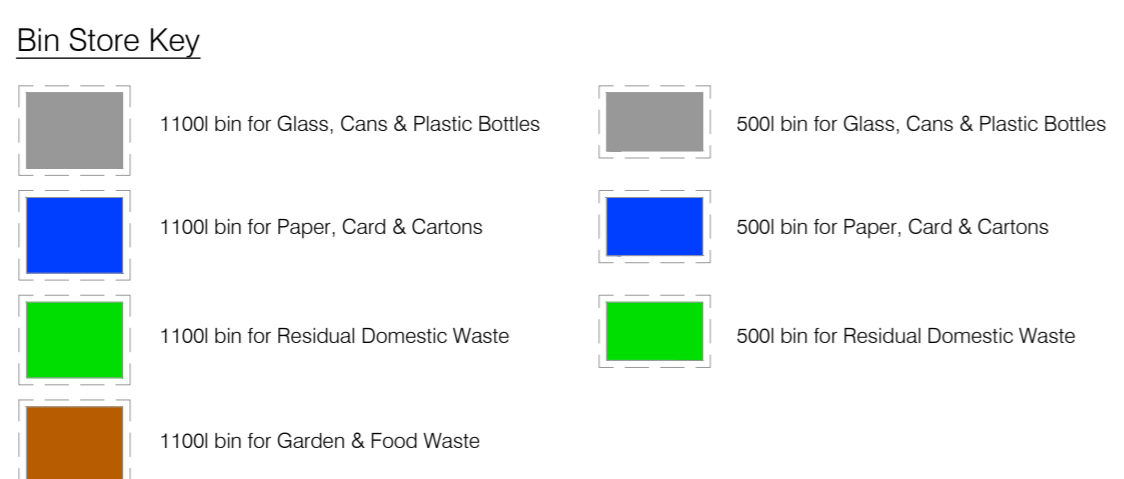 Bin Store Key
1100l bin for Glass, Cans & Plastic Bottles
1100l bin for Paper, Card & Cartons
1100l bin for Residual Domestic Waste
1100l bin for Garden & Food Waste
500l bin for Glass, Cans & Plastic Bottles
500l bin for Paper, Card & Cartons
500l bin for Residual Domestic Waste